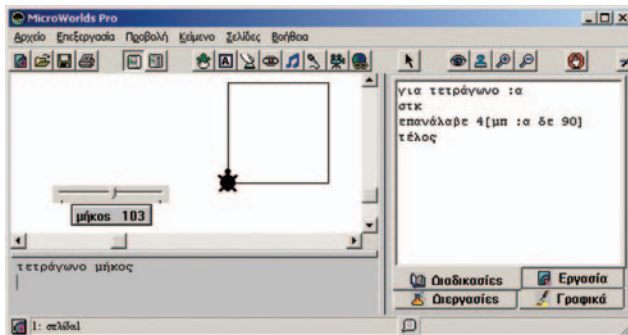 MicroWorlds Pro
Αρχείο Επεξεργασία Προβολή Κείμενο Σελίδες Βοήθεια
για τετράγωνο :α
στκ
επανάλαβε 4[μπ :α δε 90]
τέλος
μήκος 103
τετράγωνο μήκος
Διαδικασίες Εργασία
Διεργασίες Γραφικά
1: σελίδα1